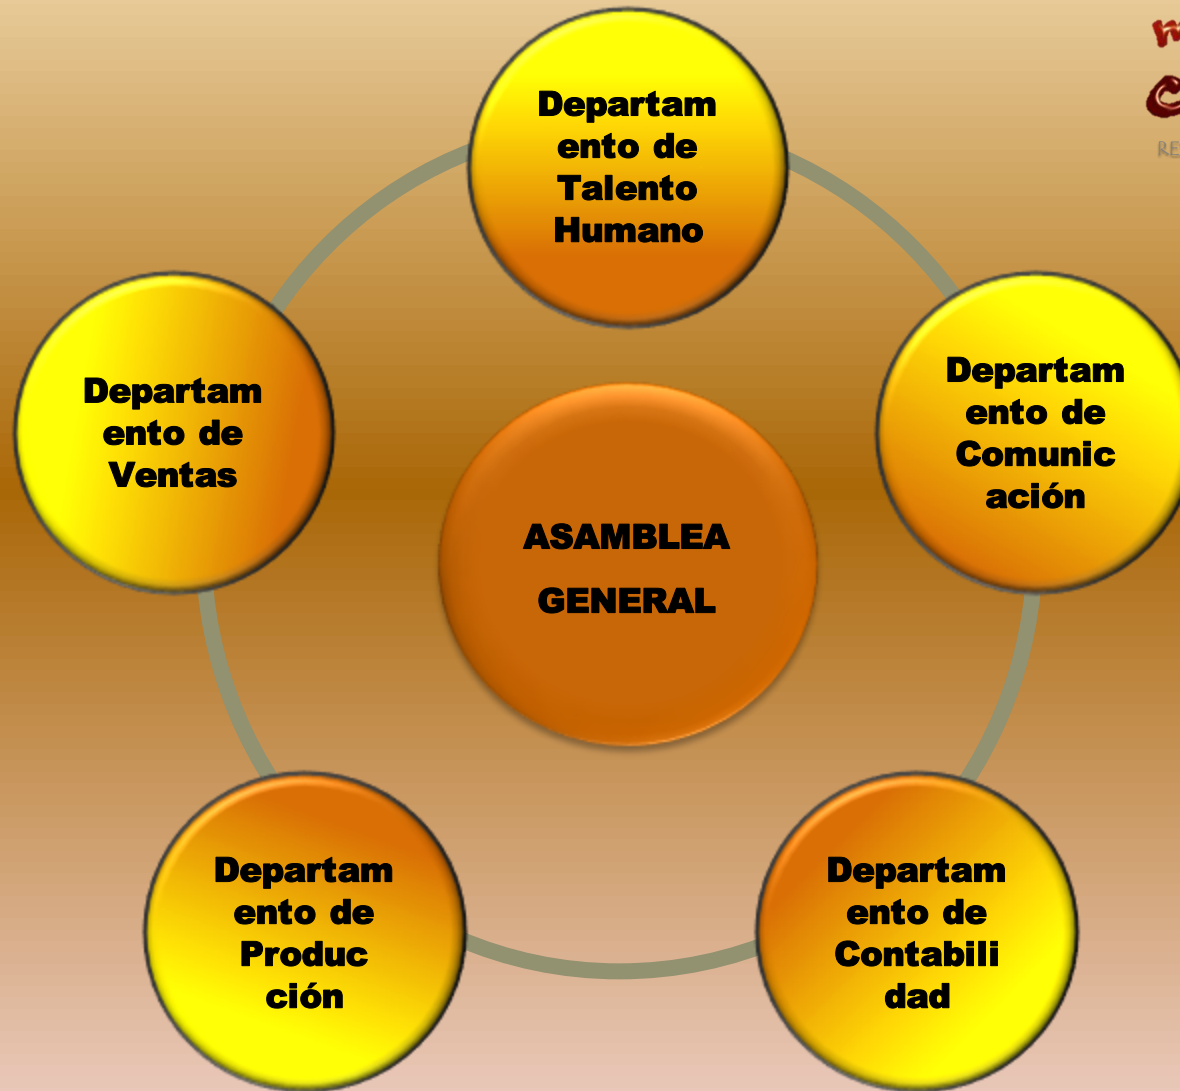 Departam
ento de
Talento
Humano
Departam
ento de
Comunic
ación
Departam
ento de
Ventas
ASAMBLEA
GENERAL
Departam
ento de
Produc
ción
Departam
ento de
Contabili
dad